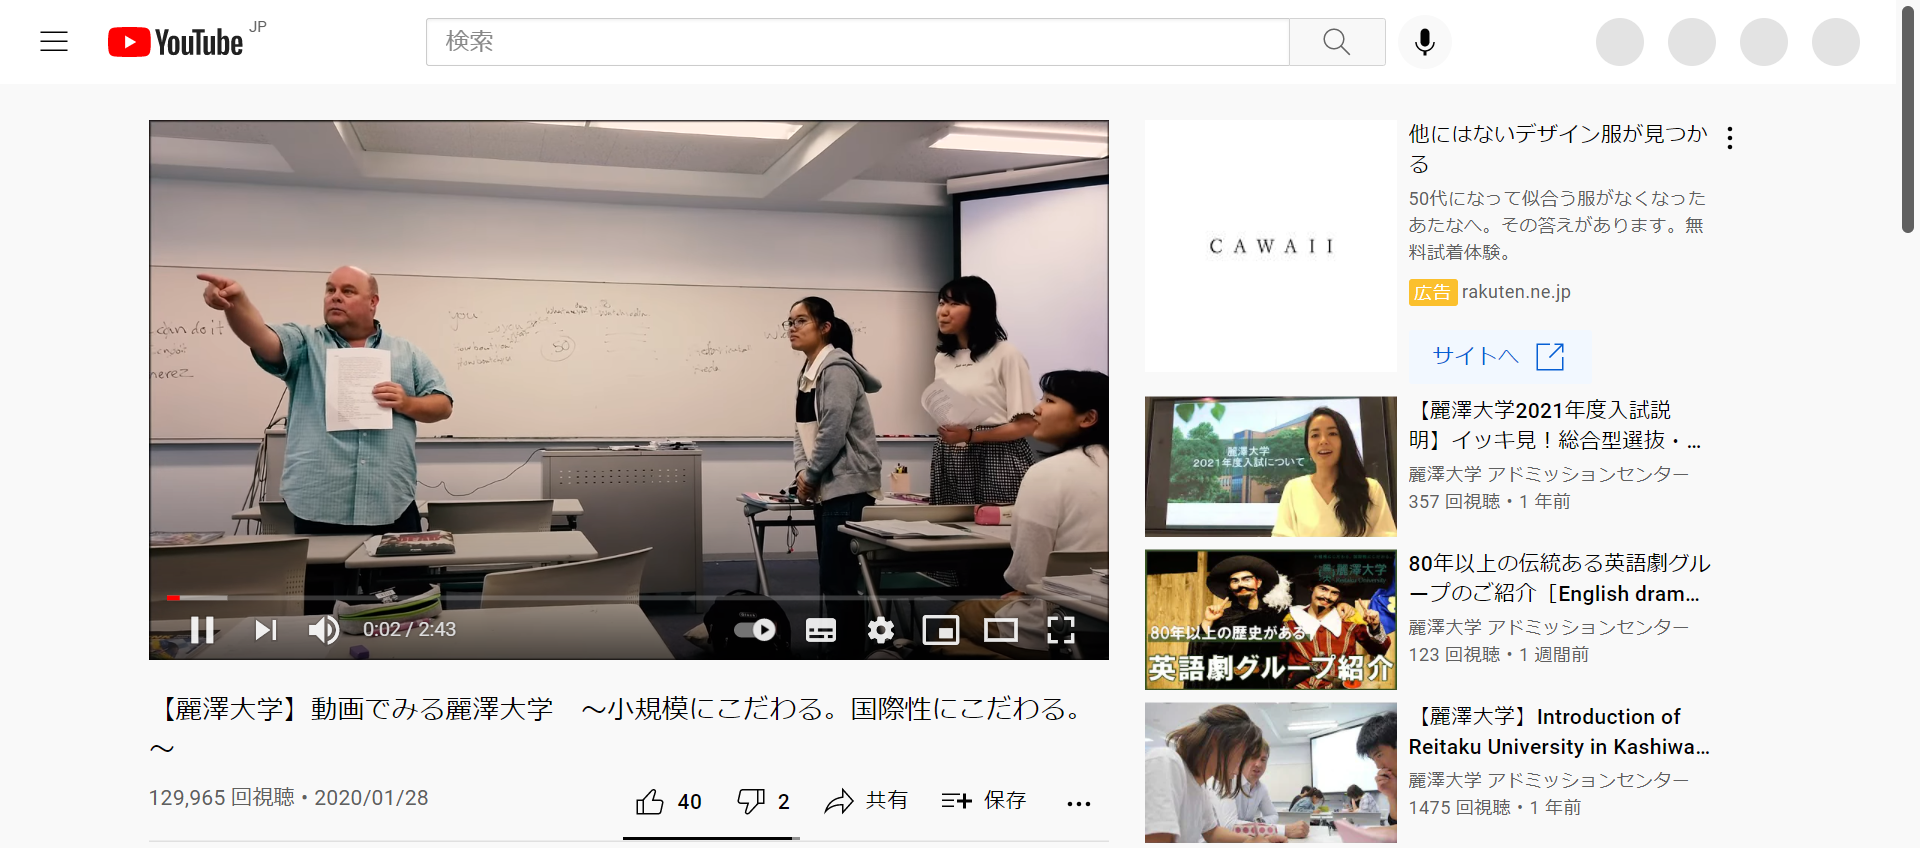 YouTube JP
検索
can do it
you
50
0:02 / 2:43
【麗澤大学】動画でみる麗澤大学　～小規模にこだわる。国際性にこだわる。
～
129,965 回視聴・2020/01/28
40
2
共有
保存
CAWAII
他にはないデザイン服が見つか
る
50代になって似合う服がなくなった
あたなへ。その答えがあります。無
料試着体験。
広告 rakuten.ne.jp
サイトへ
麗澤大学
2021年度入試について
【麗澤大学2021年度入試説
明】イッキ見！総合型選抜・...
麗澤大学 アドミッションセンター
357 回視聴・1 年前
麗澤大学
Reitaku University
80年以上の歴史がある
英語劇グループ紹介
80年以上の伝統ある英語劇グル
ープのご紹介［English dram...
麗澤大学 アドミッションセンター
123 回視聴・1 週間前
【麗澤大学】Introduction of
Reitaku University in Kashiwa...
麗澤大学 アドミッションセンター
1475 回視聴・1 年前